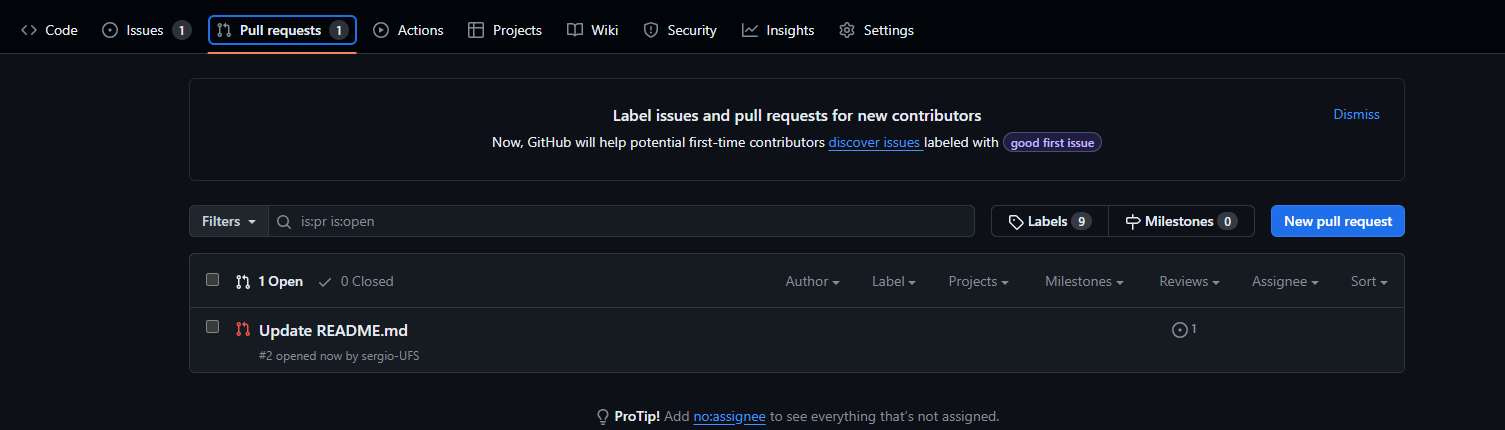 Code Issues 1 Pull requests 1 Actions Projects Wiki Security Insights Settings
Label issues and pull requests for new contributors
Dismiss
Now, GitHub will help potential first-time contributors discover issues labeled with good first issue
Filters is:pr is:open Labels 9 Milestones 0 New pull request
1 Open 0 Closed Author Label Projects Milestones Reviews Assignee Sort
Update README.md 1
#2 opened now by sergio-UFS
ProTip! Add no:assignee to see everything that's not assigned.